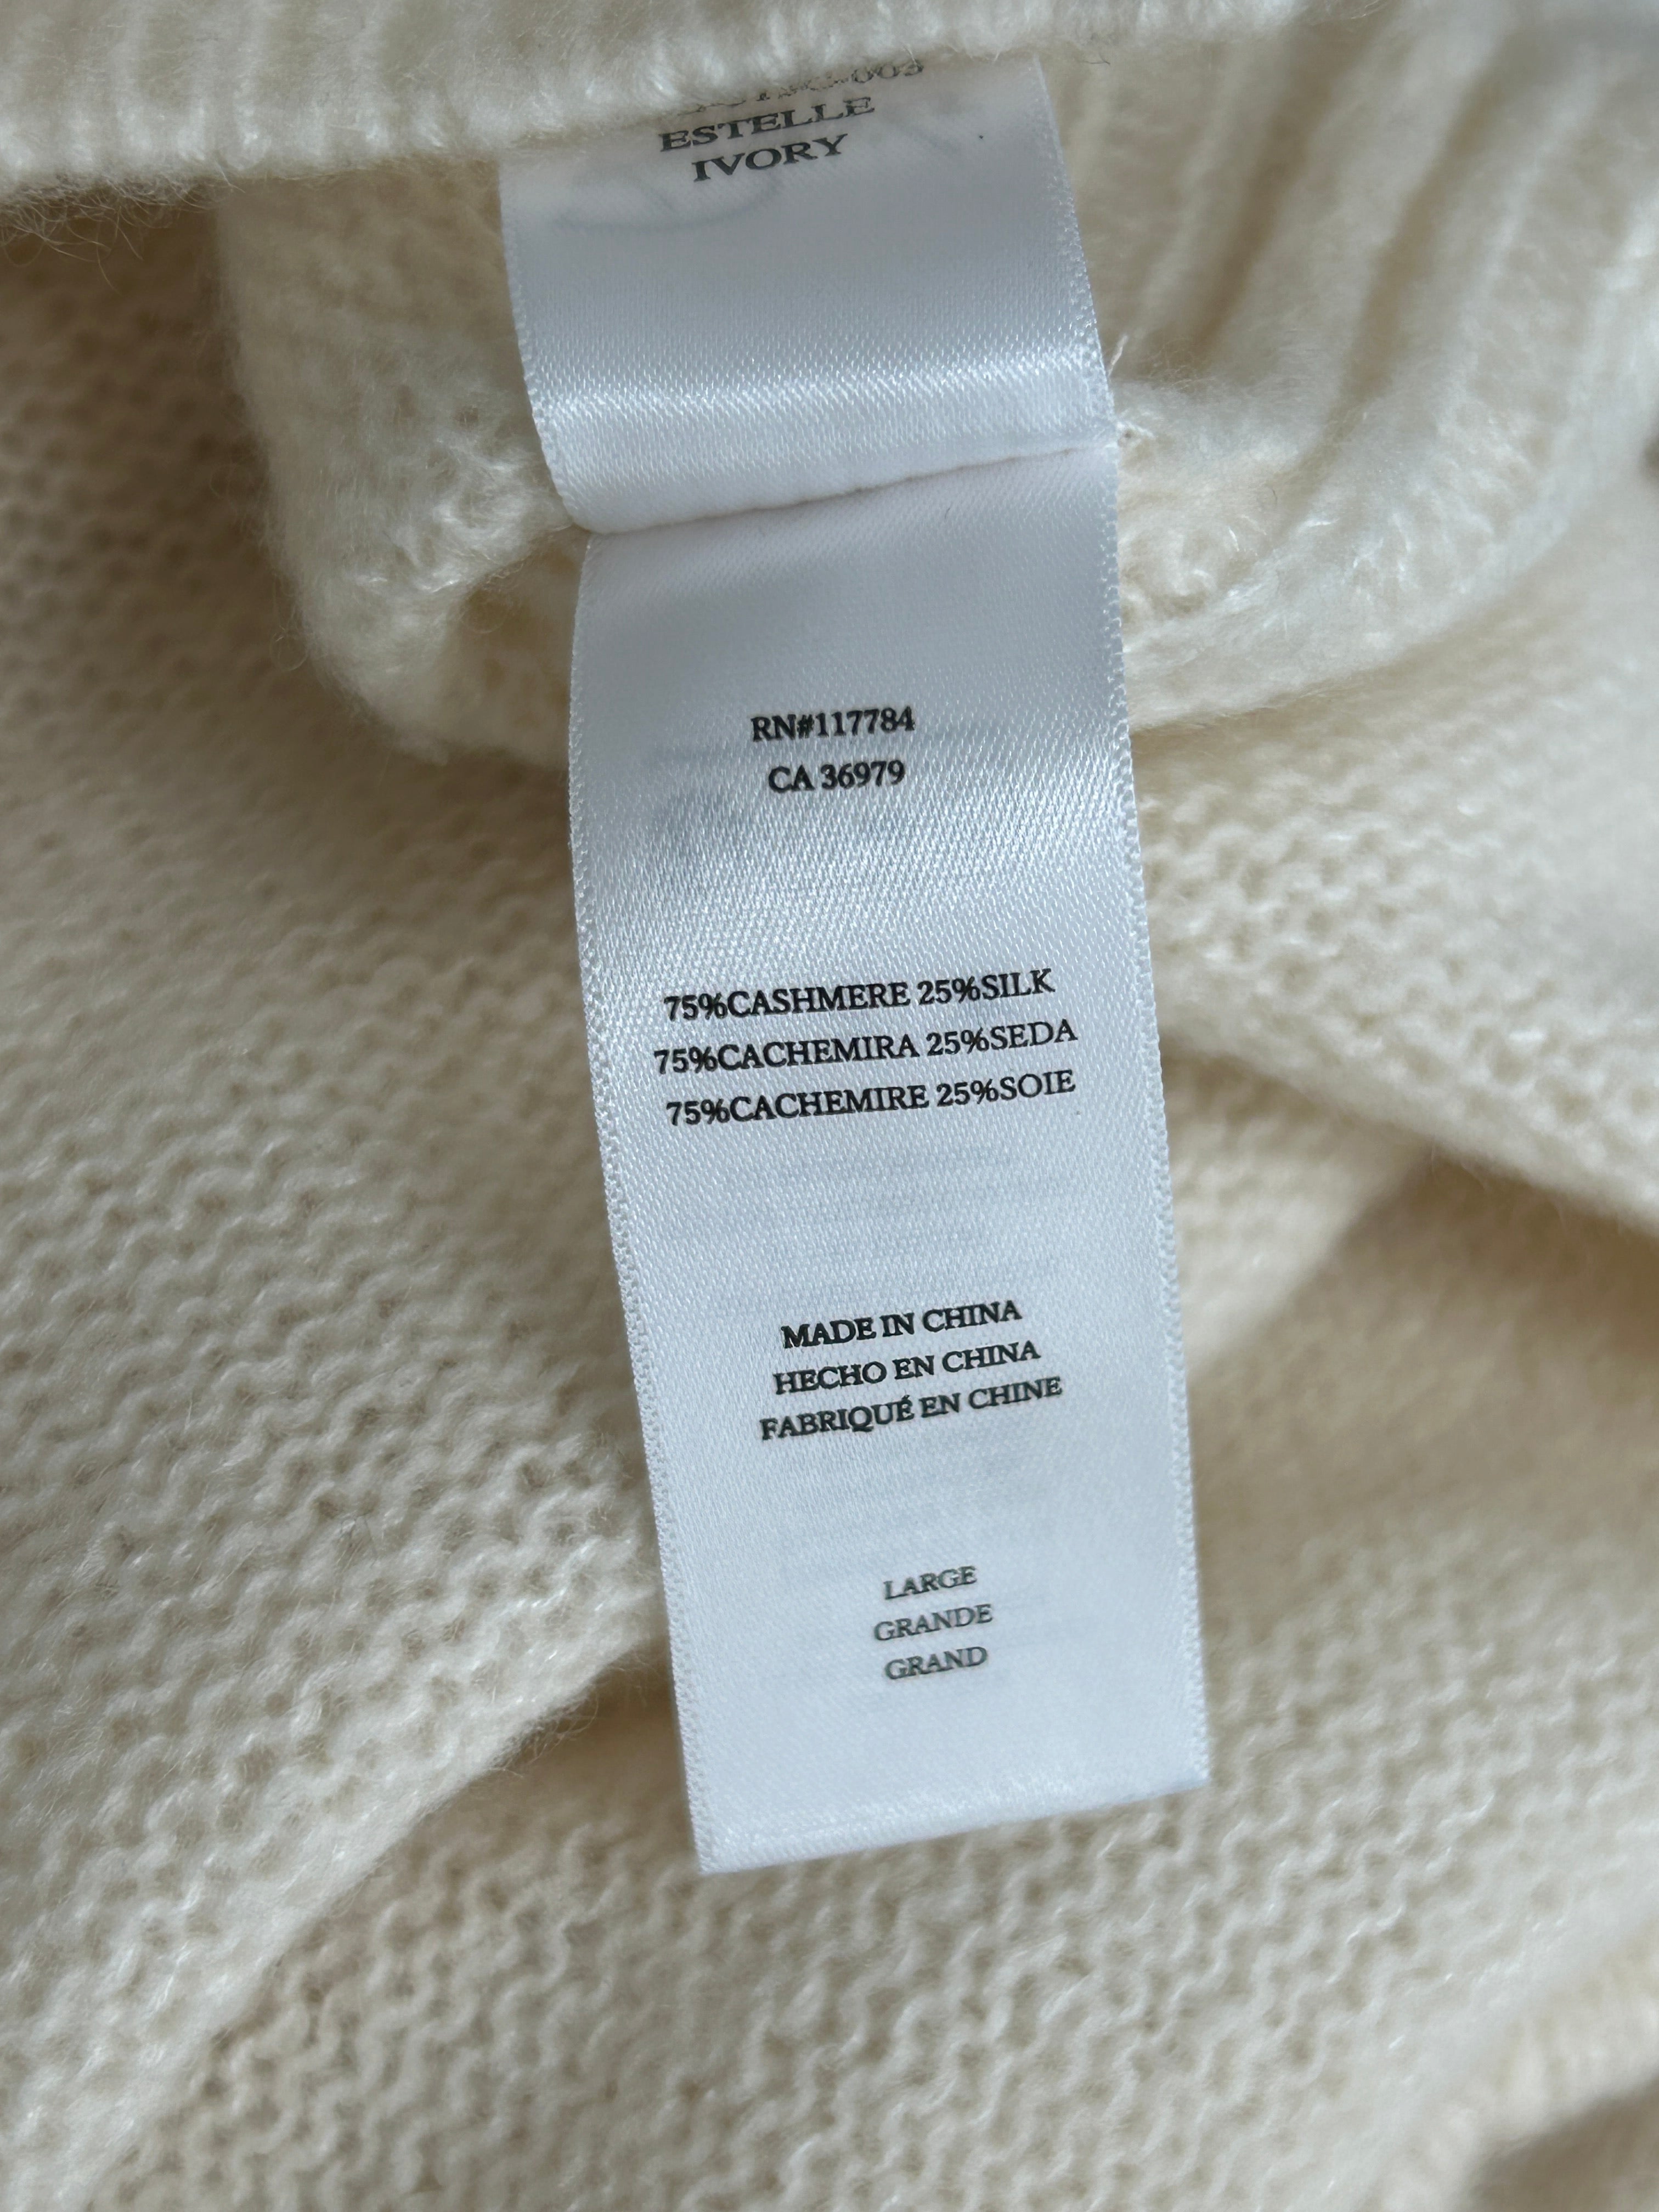 ESTELLE
IVORY
RN#117784
CA 36979
75%CASHMERE 25%SILK
75%CACHEMIRA 25%SEDA
75%CACHEMIRE 25%SOIE
MADE IN CHINA
HECHO EN CHINA
FABRIQUÉ EN CHINE
LARGE
GRANDE
GRAND